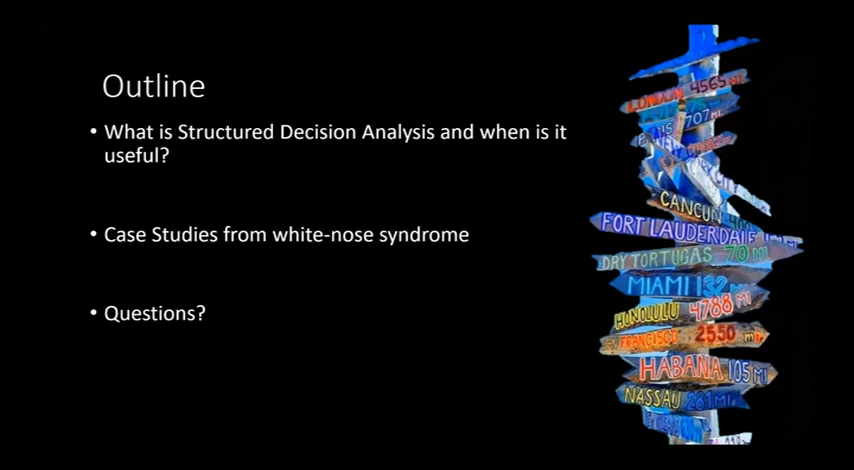 Outline
• What is Structured Decision Analysis and when is it
useful?
• Case Studies from white-nose syndrome
• Questions?
LONDON 4565 MI
707
CANCUN
FORT LAUDERDALE
DRY TORTUGAS 70 MI
MIAMI 132 MI
HONOLULU 4788 MI
2550 MI
HABANA 105 MI
NASSAU 281 MI